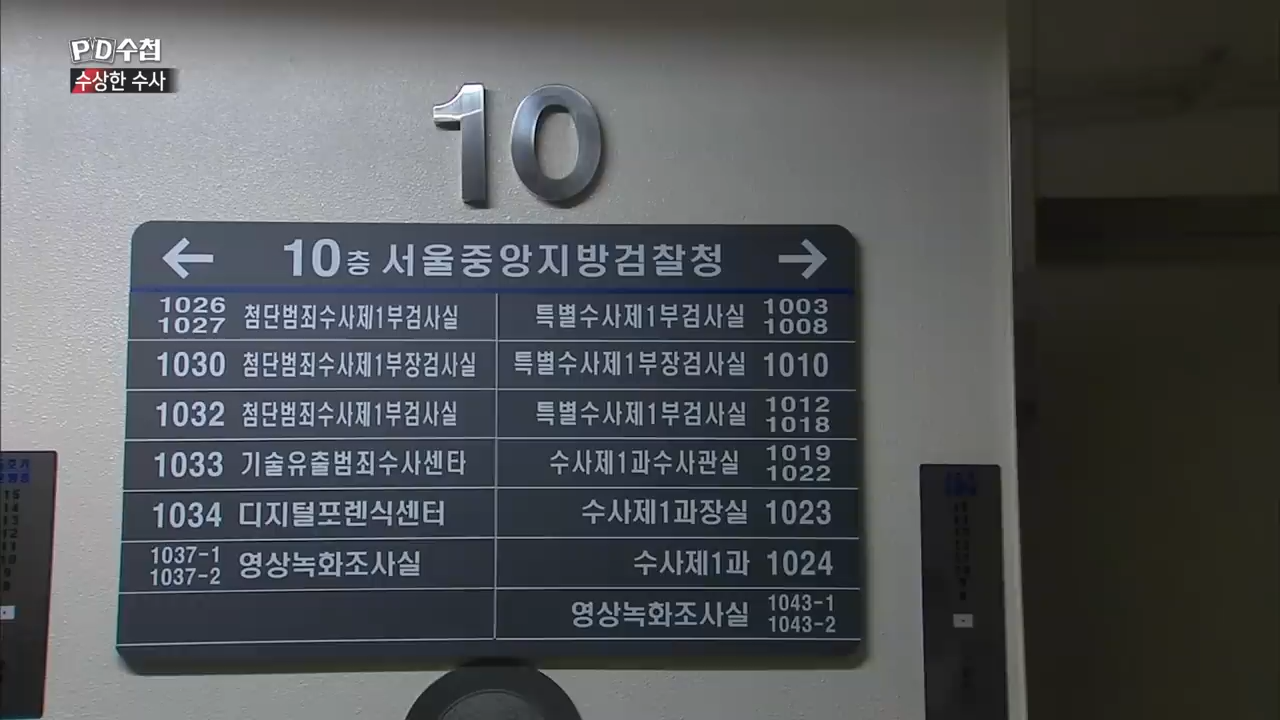 PD수첩
수상한 수사
10
← 10층 서울중앙지방검찰청 →
1026
1027 첨단범죄수사제1부검사실
특별수사제1부검사실 1003
1008
1030 첨단범죄수사제1부장검사실
특별수사제1부장검사실 1010
1032 첨단범죄수사제1부검사실
특별수사제1부검사실 1012
1018
1033 기술유출범죄수사센타
수사제1과수사관실 1019
1022
1034 디지털포렌식센터
수사제1과장실 1023
1037-1
1037-2 영상녹화조사실
수사제1과 1024
영상녹화조사실 1043-1
1043-2
15
14
13
12
11
10
9
8